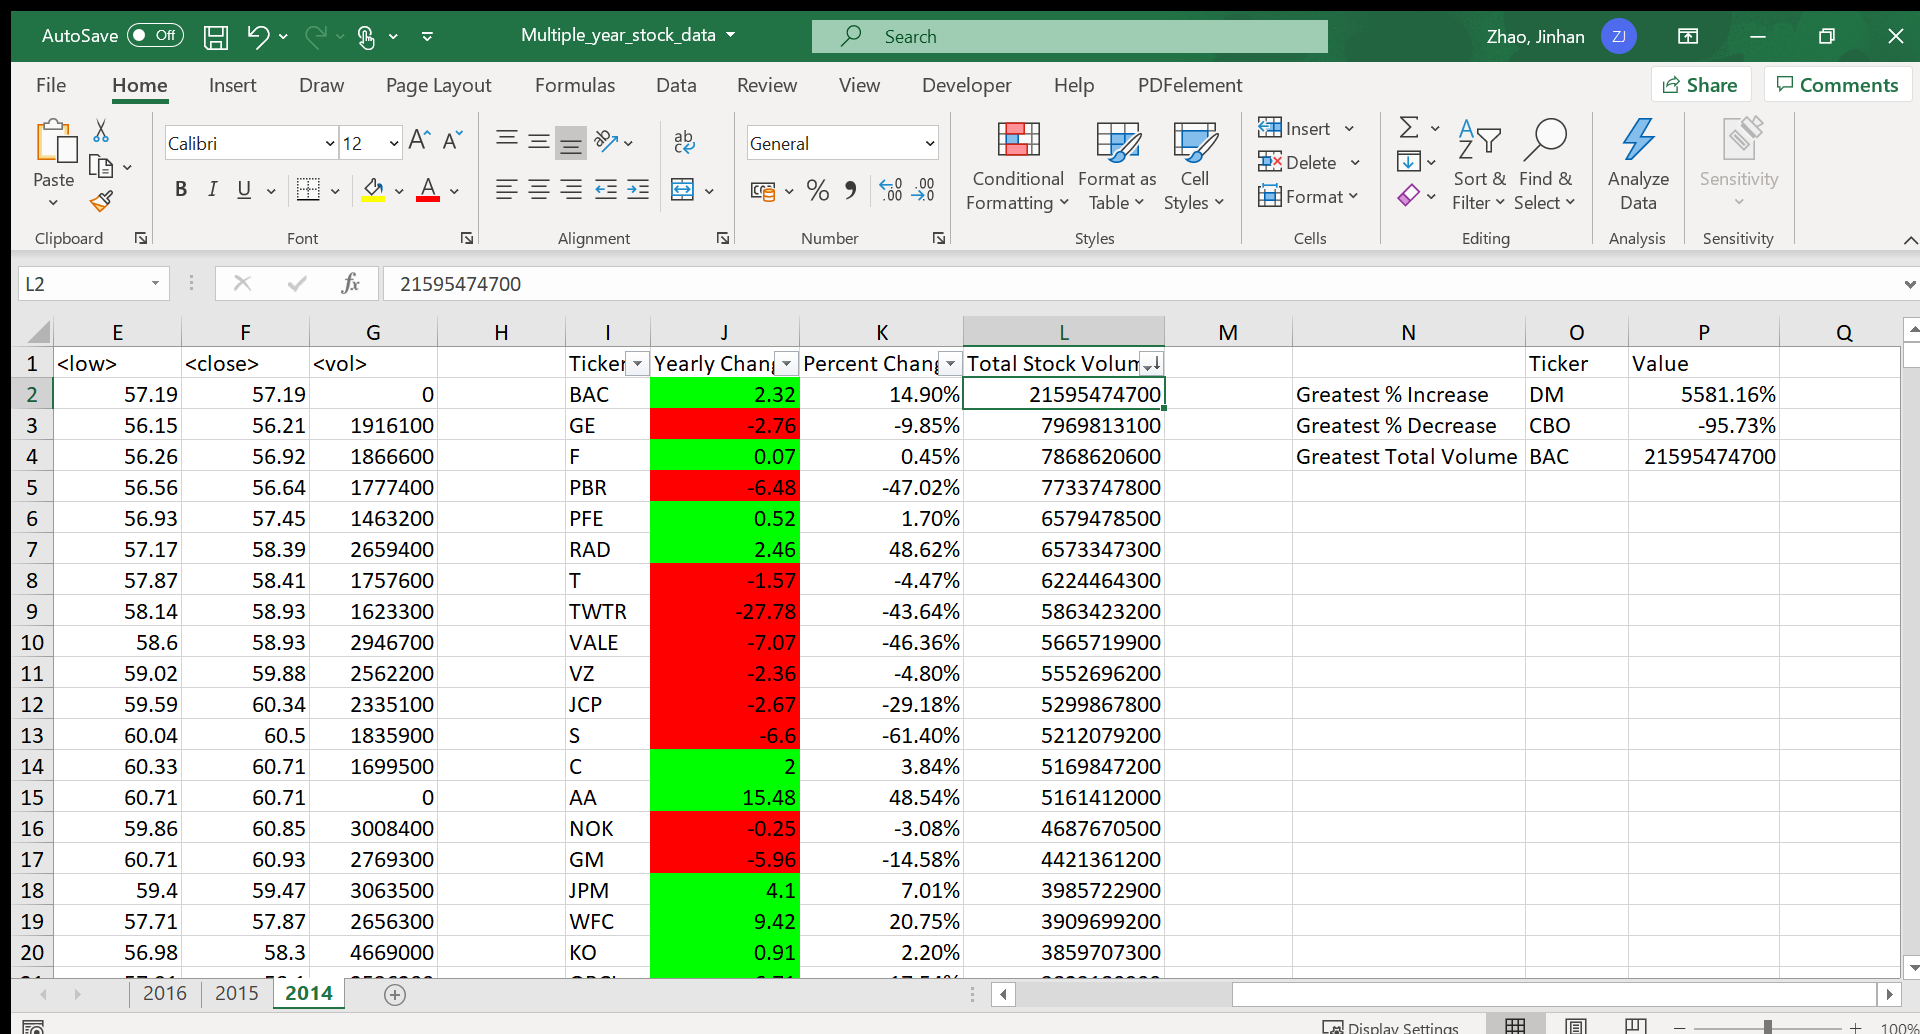 AutoSave Off Multiple_year_stock_data Search Zhao, Jinhan ZJ
File Home Insert Draw Page Layout Formulas Data Review View Developer Help PDFelement Share Comments
Calibri 12 General Insert
Paste Delete
B I U A % Format
Conditional Formatting Format as Table Cell Styles Sort & Filter Find & Select Analyze Data Sensitivity
Clipboard Font Alignment Number Styles Cells Editing Analysis Sensitivity
L2 fx 21595474700
E F G H I J K L M N O P Q
1 <low> <close> <vol> Ticker Yearly Chang Percent Chang Total Stock Volum Ticker Value
2 57.19 57.19 0 BAC 2.32 14.90% 21595474700 Greatest % Increase DM 5581.16%
3 56.15 56.21 1916100 GE -2.76 -9.85% 7969813100 Greatest % Decrease CBO -95.73%
4 56.26 56.92 1866600 F 0.07 0.45% 7868620600 Greatest Total Volume BAC 21595474700
5 56.56 56.64 1777400 PBR -6.48 -47.02% 7733747800
6 56.93 57.45 1463200 PFE 0.52 1.70% 6579478500
7 57.17 58.39 2659400 RAD 2.46 48.62% 6573347300
8 57.87 58.41 1757600 T -1.57 -4.47% 6224464300
9 58.14 58.93 1623300 TWTR -27.78 -43.64% 5863423200
10 58.6 58.93 2946700 VALE -7.07 -46.36% 5665719900
11 59.02 59.88 2562200 VZ -2.36 -4.80% 5552696200
12 59.59 60.34 2335100 JCP -2.67 -29.18% 5299867800
13 60.04 60.5 1835900 S -6.6 -61.40% 5212079200
14 60.33 60.71 1699500 C 2 3.84% 5169847200
15 60.71 60.71 0 AA 15.48 48.54% 5161412000
16 59.86 60.85 3008400 NOK -0.25 -3.08% 4687670500
17 60.71 60.93 2769300 GM -5.96 -14.58% 4421361200
18 59.4 59.47 3063500 JPM 4.1 7.01% 3985722900
19 57.71 57.87 2656300 WFC 9.42 20.75% 3909699200
20 56.98 58.3 4669000 KO 0.91 2.20% 3859707300
2016 2015 2014
Display Settings 100%